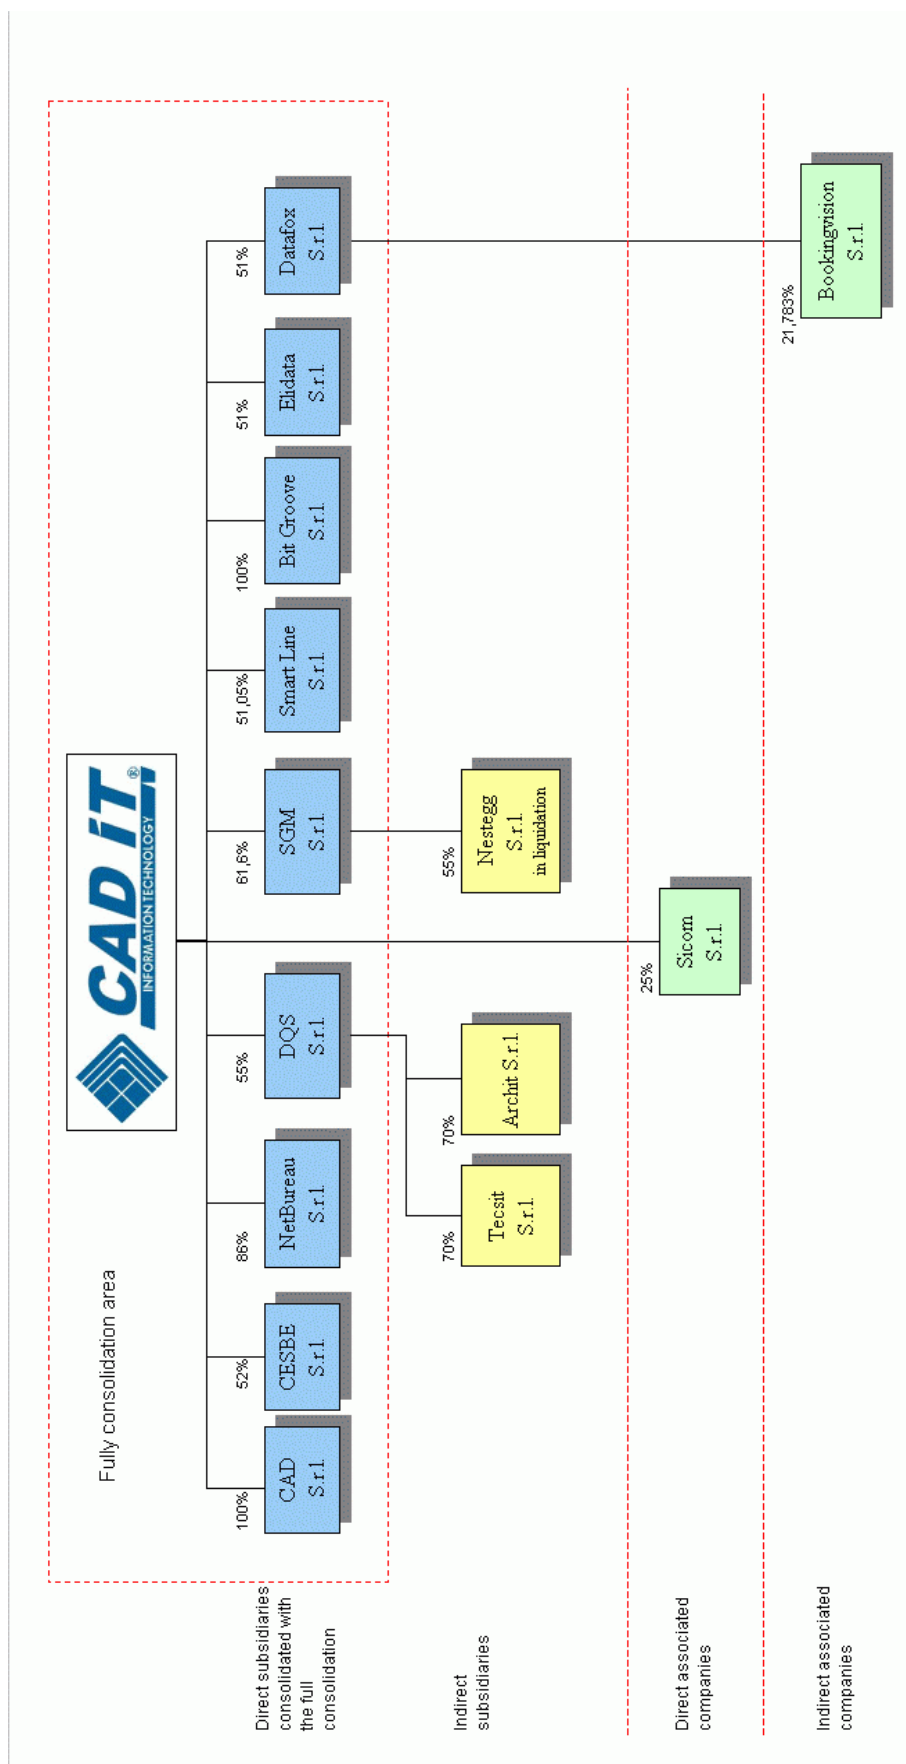 CAD iT®
INFORMATION TECHNOLOGY
Fully consolidation area
Direct subsidiaries
consolidated with
the full
consolidation
100%
CAD
S.r.l.
52%
CESBE
S.r.l.
86%
NetBureau
S.r.l.
55%
DQS
S.r.l.
61,6%
SGM
S.r.l.
51,05%
Smart Line
S.r.l.
100%
Bit Groove
S.r.l.
51%
Elidata
S.r.l.
51%
Datafox
S.r.l.
Indirect
subsidiaries
70%
Tecsit
S.r.l.
70%
Archit S.r.l.
55%
Nestegg
S.r.l.
in liquidation
Direct associated
companies
25%
Sicom
S.r.l.
Indirect associated
companies
21,783%
Bookingvision
S.r.l.